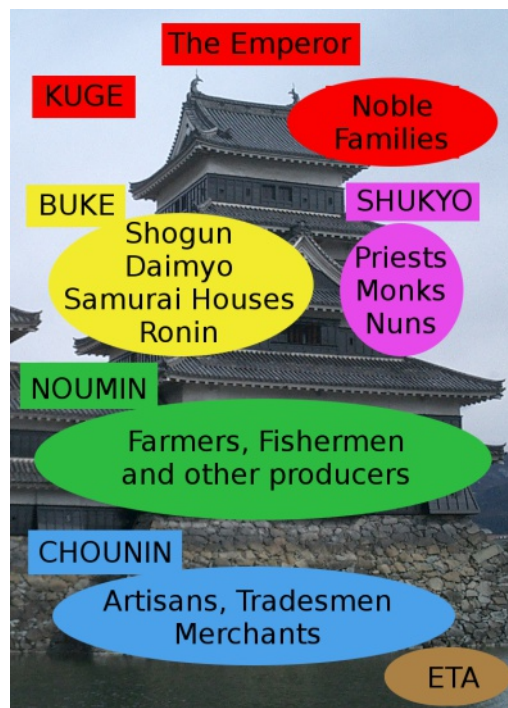 The Emperor
KUGE
Noble
Families
BUKE
Shogun
Daimyo
Samurai Houses
Ronin
SHUKYO
Priests
Monks
Nuns
NOUMIN
Farmers, Fishermen
and other producers
CHOUNIN
Artisans, Tradesmen
Merchants
ETA